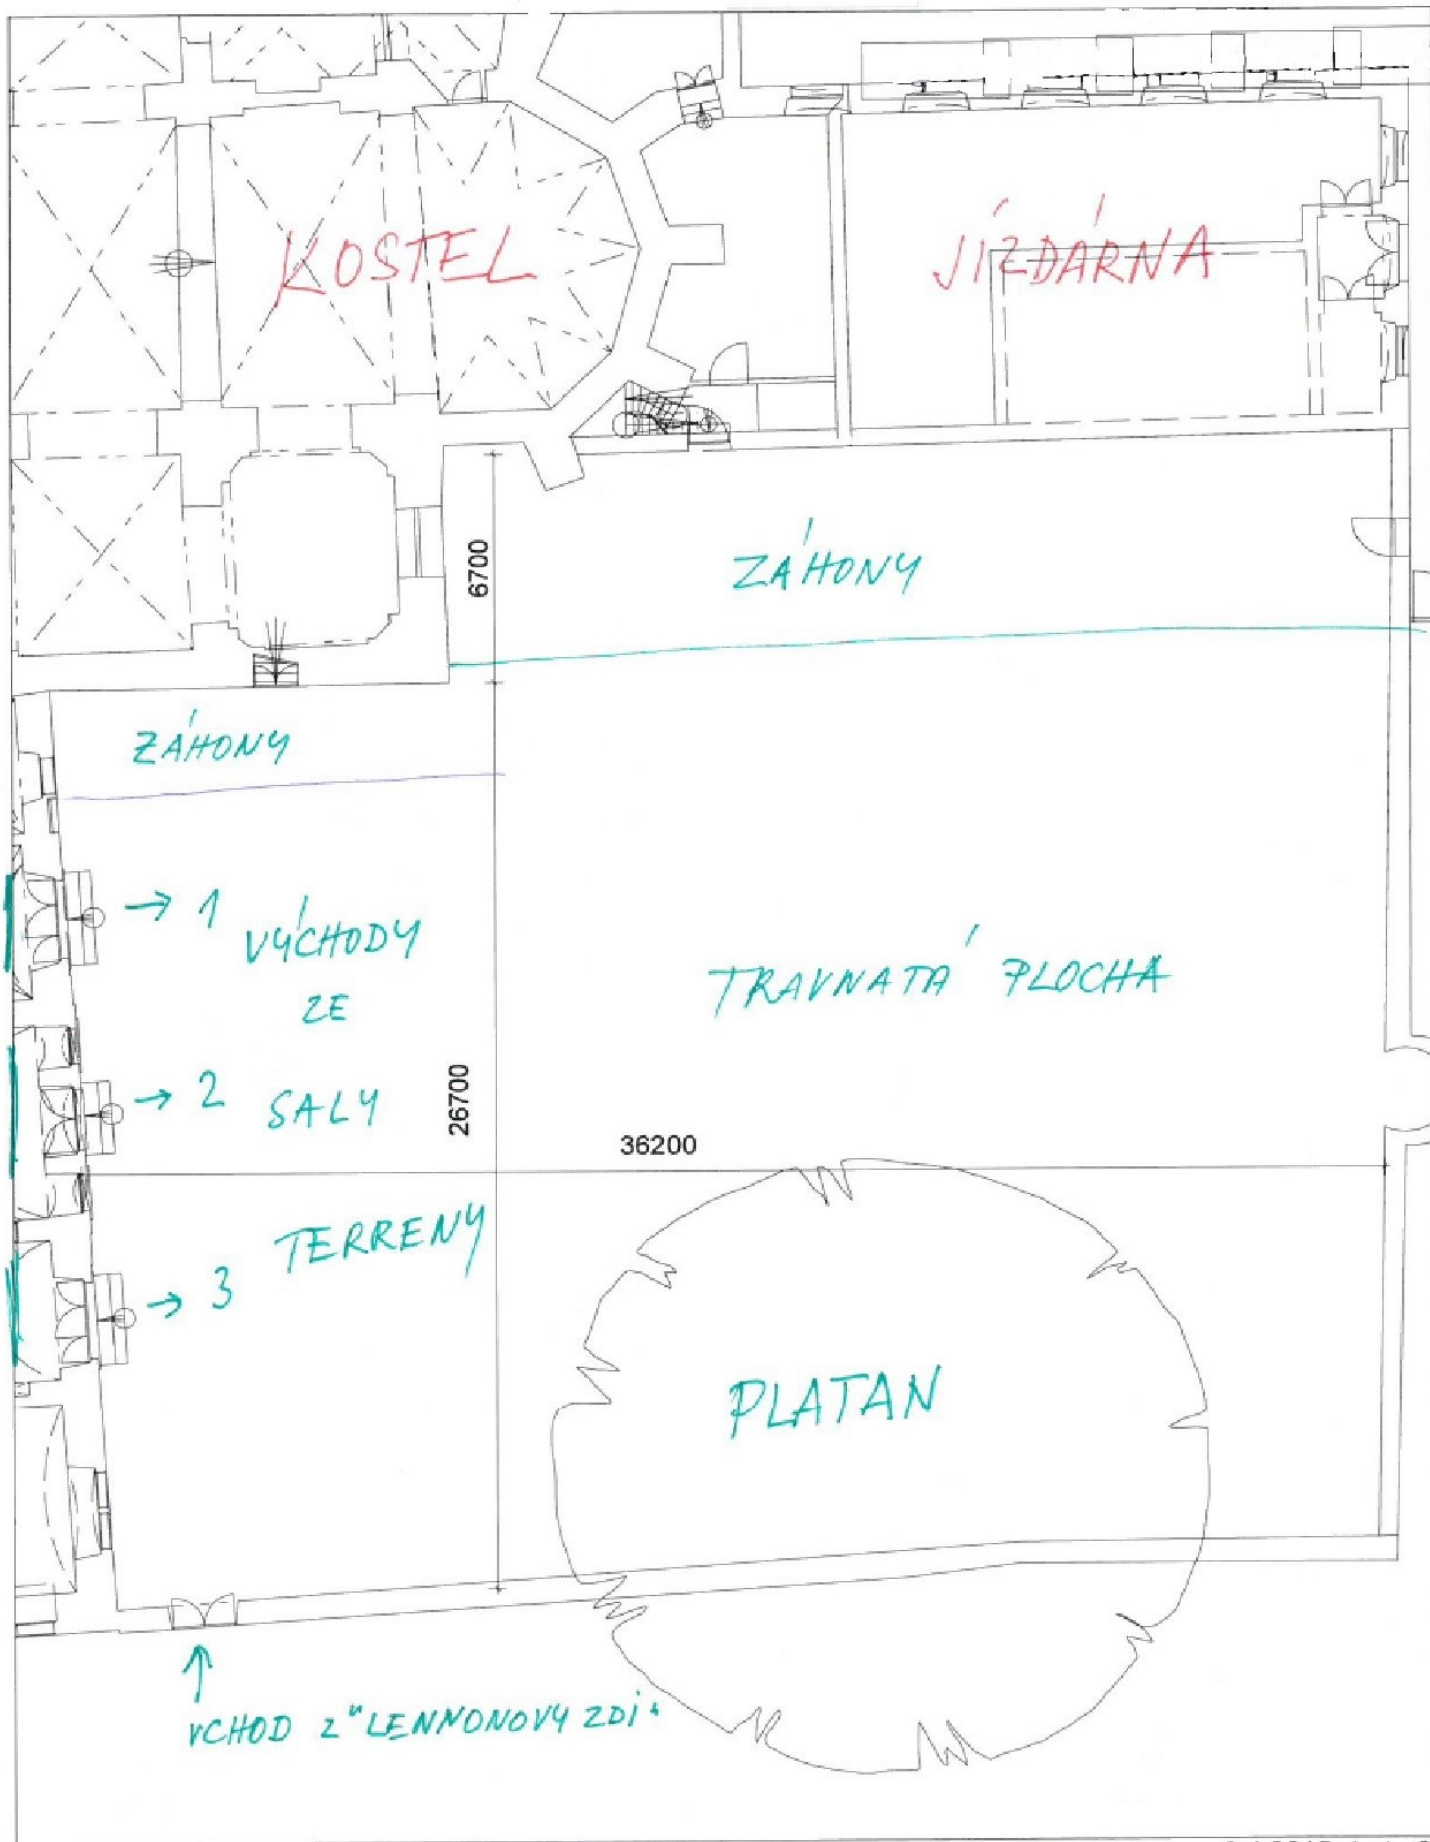 KOSTEL
JÍZDÁRNA
6700
ZÁHONY
ZÁHONY
→ 1
VÝCHODY
ZE
→ 2
SALY
TERRENY
→ 3
26700
36200
TRAVNATÁ PLOCHA
PLATAN
VCHOD Z "LENNONOVY ZDI"